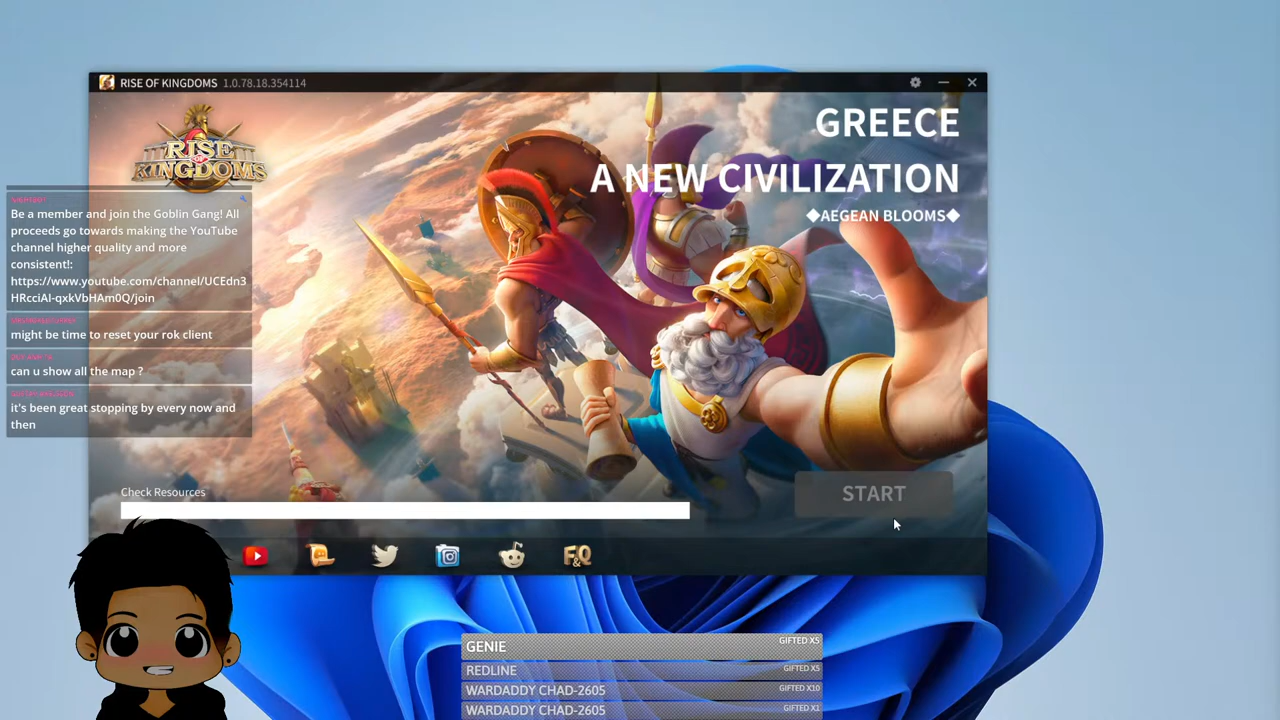 RISE OF KINGDOMS 1.0.78.18.354114
RISE
OF
KINGDOMS
GREECE
A NEW CIVILIZATION
◆AEGEAN BLOOMS◆
Be a member and join the Goblin Gang! All
proceeds go towards making the YouTube
channel higher quality and more
consistent!:
https://www.youtube.com/channel/UCEdn3
HRcciAI-qxkVbHAm0Q/join
might be time to reset your rok client
can u show all the map ?
it's been great stopping by every now and
then
Check Resources
START
F&Q
GENIE GIFTED X5
REDLINE GIFTED X5
WARDADDY CHAD-2605 GIFTED X10
WARDADDY CHAD-2605 GIFTED X1